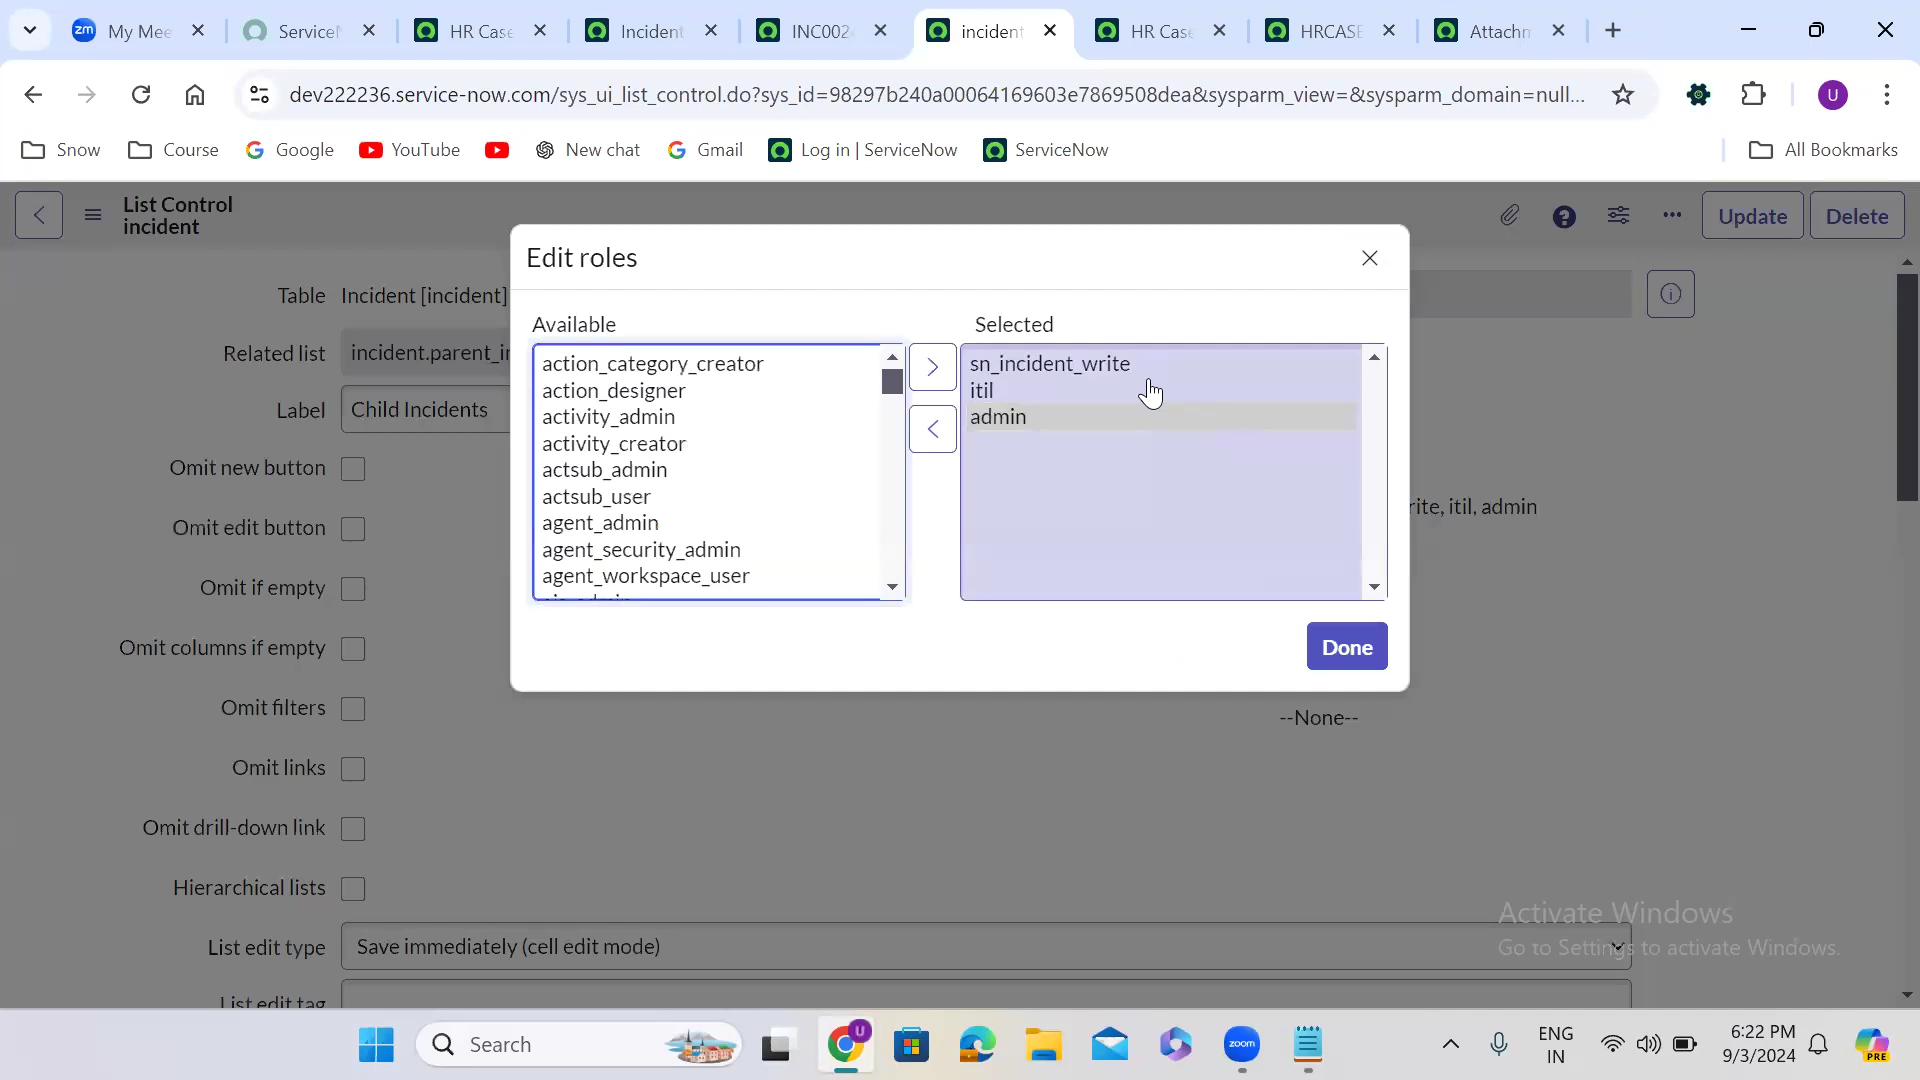 zm My Mee
ServiceN
HR Case
Incident
INC002
incident
HR Cas
HRCASE
Attachm
dev222236.service-now.com/sys_ui_list_control.do?sys_id=98297b240a00064169603e7869508dea&sysparm_view=&sysparm_domain=null...
U
Snow
Course
Google
YouTube
New chat
Gmail
Log in | ServiceNow
ServiceNow
All Bookmarks
List Control
incident
Update
Delete
Edit roles
Table Incident [incident]
Available
Selected
Related list incident.parent_in
Label Child Incidents
action_category_creator
action_designer
activity_admin
activity_creator
actsub_admin
actsub_user
agent_admin
agent_security_admin
agent_workspace_user
sn_incident_write
itil
admin
Done
Omit new button
Omit edit button
rite, itil, admin
Omit if empty
Omit columns if empty
Omit filters
--None--
Omit links
Omit drill-down link
Hierarchical lists
List edit type Save immediately (cell edit mode)
List edit tag
Activate Windows
Go to Settings to activate Windows.
Search
U
zoom
ENG
IN
6:22 PM
9/3/2024
PRE